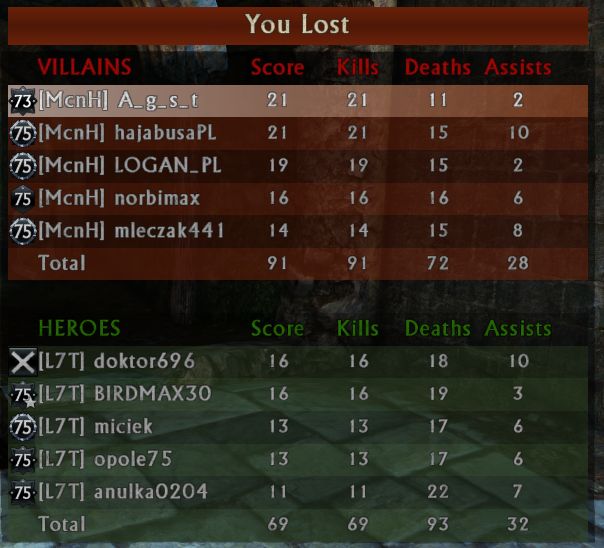 You Lost
VILLAINS Score Kills Deaths Assists
73 [McnH] A_g_s_t 21 21 11 2
75 [McnH] hajabusaPL 21 21 15 10
75 [McnH] LOGAN_PL 19 19 15 2
75 [McnH] norbimax 16 16 16 6
75 [McnH] mleczak441 14 14 15 8
Total 91 91 72 28
HEROES Score Kills Deaths Assists
[L7T] doktor696 16 16 18 10
75 [L7T] BIRDMAX30 16 16 19 3
75 [L7T] miciek 13 13 17 6
75 [L7T] opole75 13 13 17 6
75 [L7T] anulka0204 11 11 22 7
Total 69 69 93 32